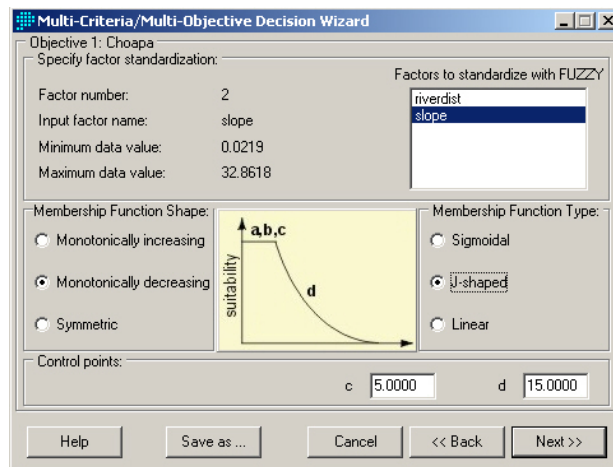 Multi-Criteria/Multi-Objective Decision Wizard
Objective 1: Choapa
Specify factor standardization:
Factor number: 2
Input factor name: slope
Minimum data value: 0.0219
Maximum data value: 32.8618
Factors to standardize with FUZZY
riverdist
slope
Membership Function Shape:
Monotonically increasing
Monotonically decreasing
Symmetric
a,b,c
d
suitability
Membership Function Type:
Sigmoidal
J-shaped
Linear
Control points:
c 5.0000 d 15.0000
Help Save as ... Cancel << Back Next >>